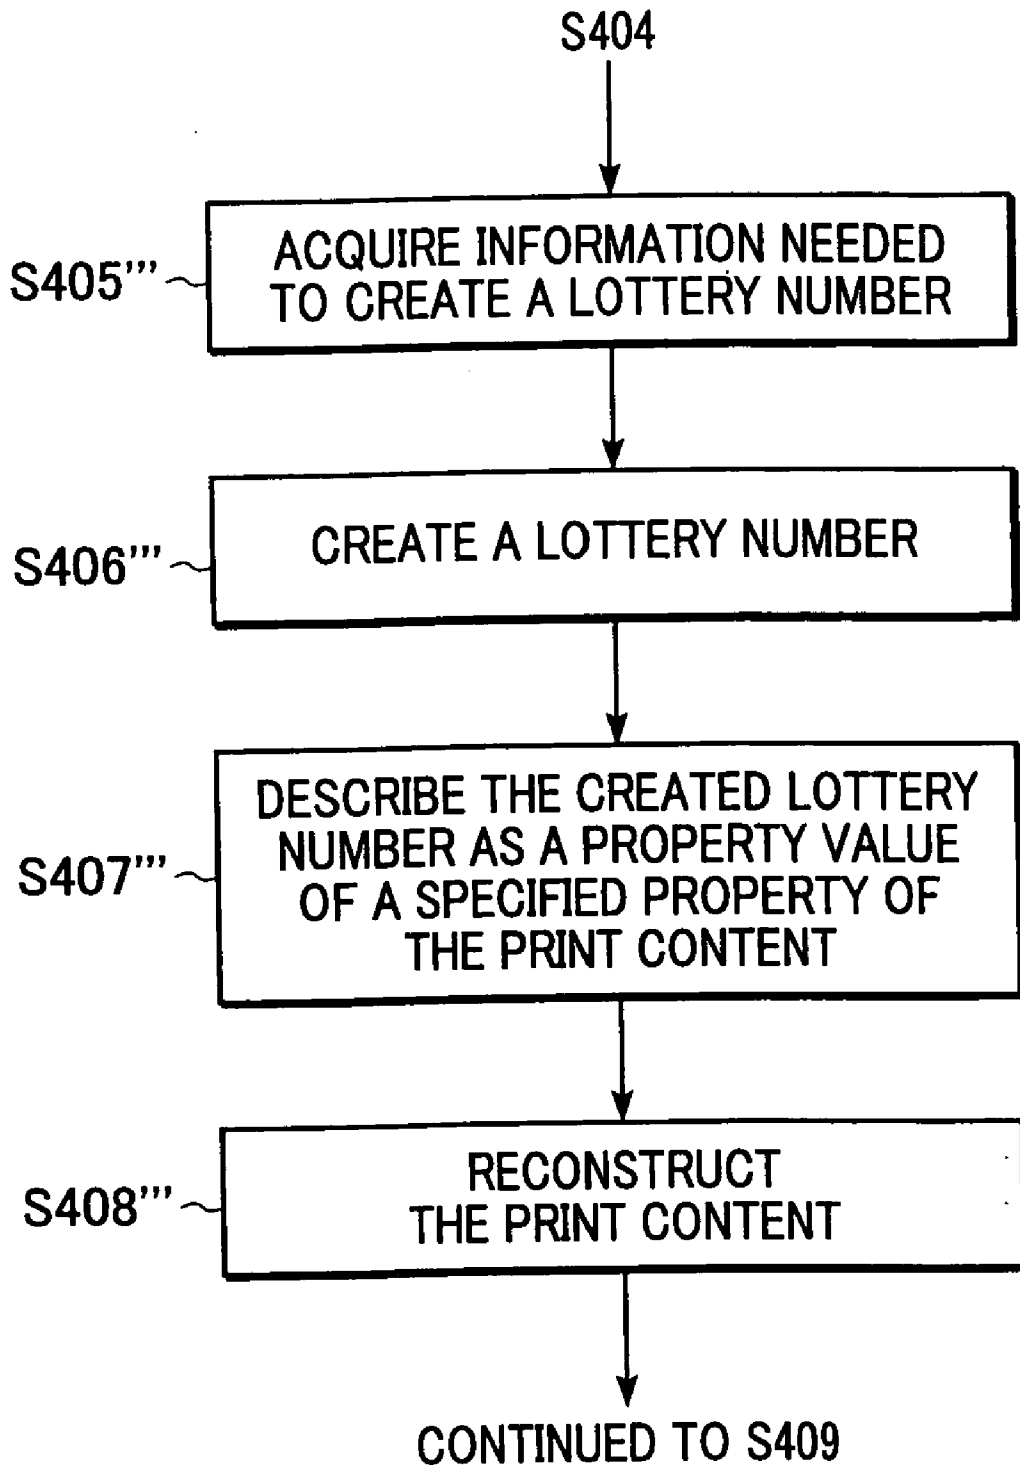 S404
S405'''
ACQUIRE INFORMATION NEEDED
TO CREATE A LOTTERY NUMBER
S406'''
CREATE A LOTTERY NUMBER
S407'''
DESCRIBE THE CREATED LOTTERY
NUMBER AS A PROPERTY VALUE
OF A SPECIFIED PROPERTY OF
THE PRINT CONTENT
S408'''
RECONSTRUCT
THE PRINT CONTENT
CONTINUED TO S409